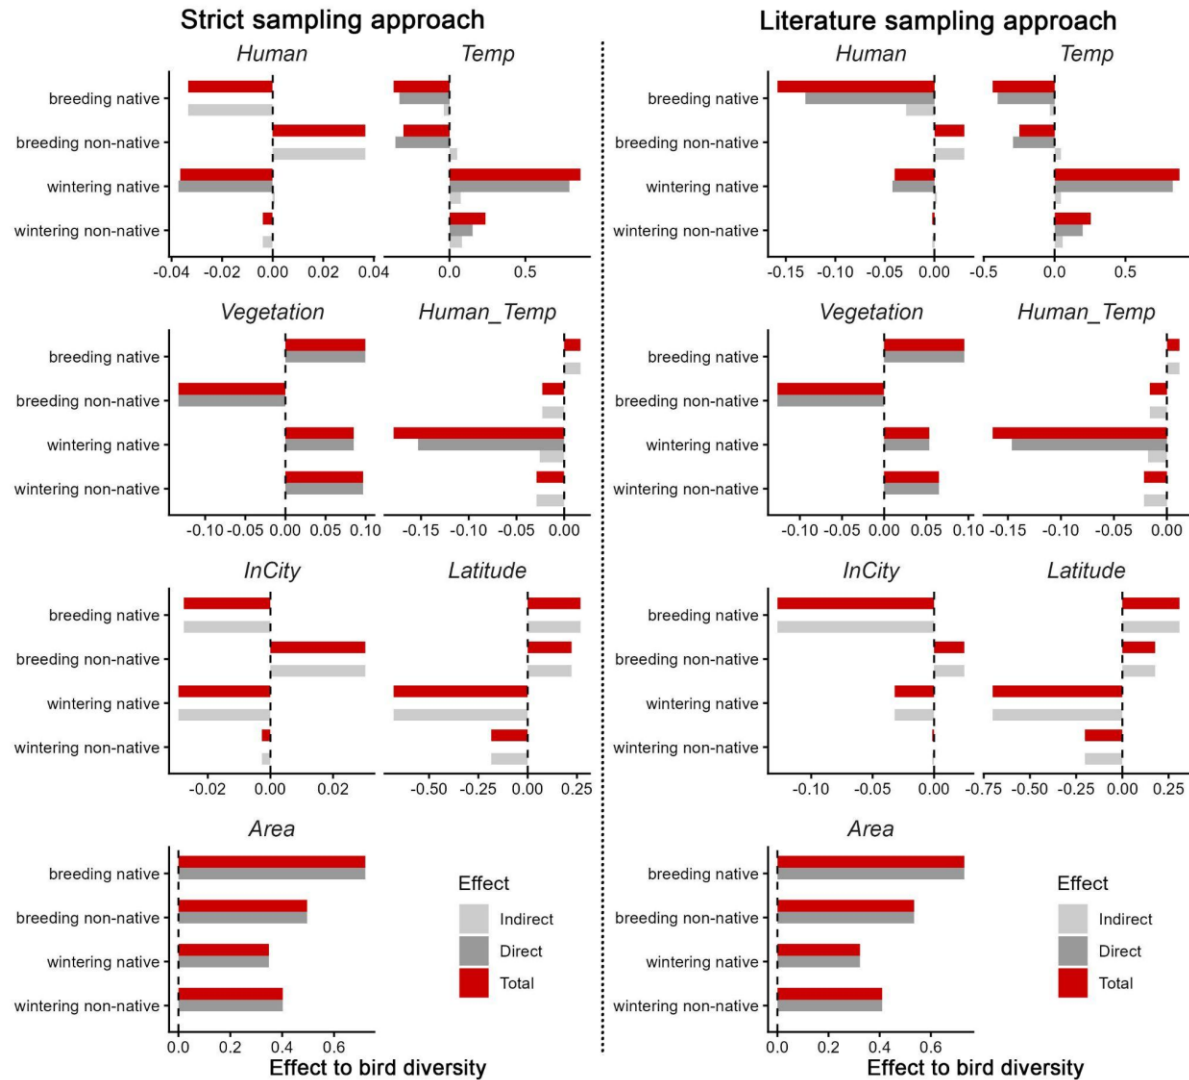 Strict sampling approach
Human Temp
breeding native
breeding non-native
wintering native
wintering non-native
-0.04 -0.02 0.00 0.02 0.04 0.0 0.5
Vegetation Human_Temp
breeding native
breeding non-native
wintering native
wintering non-native
-0.10 -0.05 0.00 0.05 0.10 -0.15 -0.10 -0.05 0.00
InCity Latitude
breeding native
breeding non-native
wintering native
wintering non-native
-0.02 0.00 0.02 -0.50 -0.25 0.00 0.25
Area
breeding native
breeding non-native
wintering native
wintering non-native
0.0 0.2 0.4 0.6
Effect to bird diversity
Effect
Indirect
Direct
Total
Literature sampling approach
Human Temp
breeding native
breeding non-native
wintering native
wintering non-native
-0.15 -0.10 -0.05 0.00 -0.5 0.0 0.5
Vegetation Human_Temp
breeding native
breeding non-native
wintering native
wintering non-native
-0.10 -0.05 0.00 0.05 0.10 -0.15 -0.10 -0.05 0.00
InCity Latitude
breeding native
breeding non-native
wintering native
wintering non-native
-0.10 -0.05 0.00 -0.75 -0.50 -0.25 0.00 0.25
Area
breeding native
breeding non-native
wintering native
wintering non-native
0.0 0.2 0.4 0.6
Effect to bird diversity
Effect
Indirect
Direct
Total